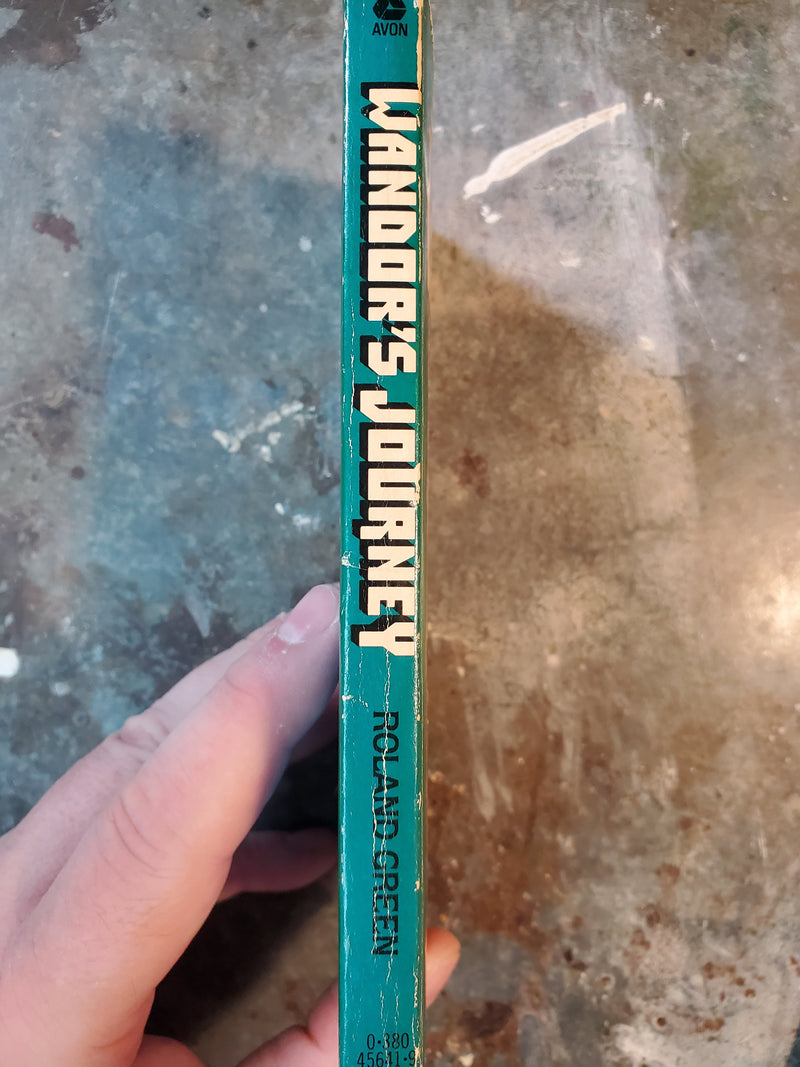 AVON
WANDOR'S JOURNEY
ROLAND GREEN
0·380
45641·9